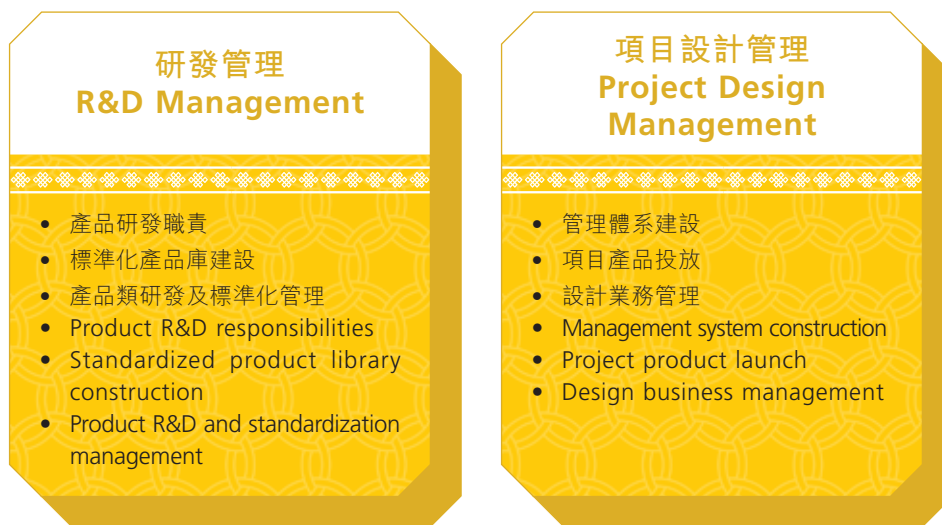 研發管理
R&D Management
• 產品研發職責
• 標準化產品庫建設
• 產品類研發及標準化管理
• Product R&D responsibilities
• Standardized product library
construction
• Product R&D and standardization
management
項目設計管理
Project Design
Management
• 管理體系建設
• 項目產品投放
• 設計業務管理
• Management system construction
• Project product launch
• Design business management